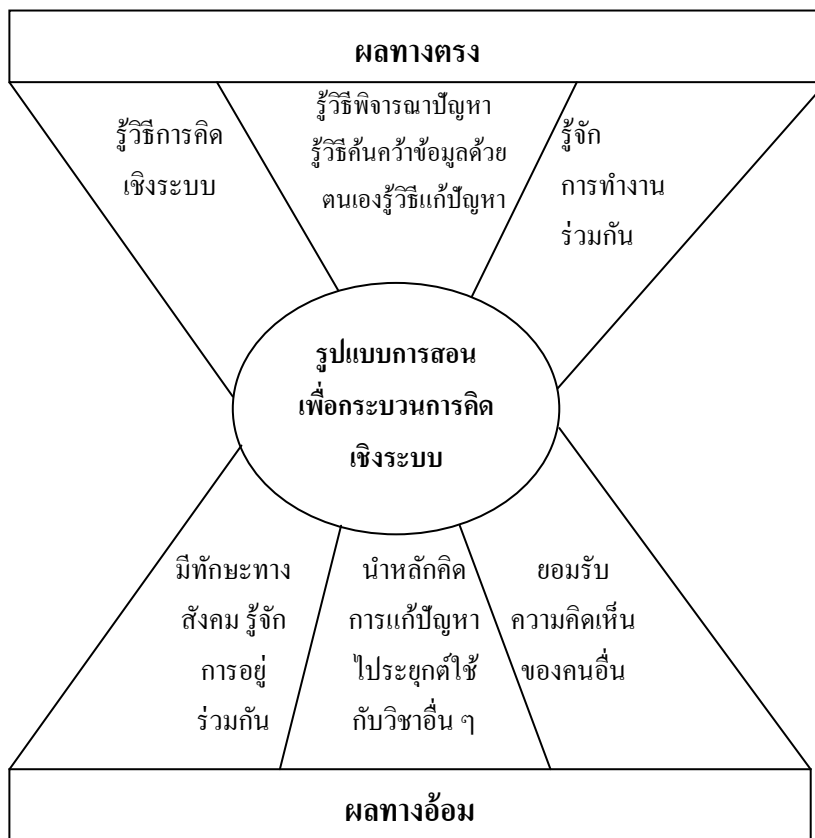 ผลทางตรง
รู้วิธีการคิด
เชิงระบบ
รู้วิธีพิจารณาปัญหา
รู้วิธีค้นคว้าข้อมูลด้วย
ตนเองรู้วิธีแก้ปัญหา
รู้จัก
การทำงาน
ร่วมกัน
รูปแบบการสอน
เพื่อกระบวนการคิด
เชิงระบบ
มีทักษะทาง
สังคม รู้จัก
การอยู่
ร่วมกัน
นำหลักคิด
การแก้ปัญหา
ไประยุกต์ใช้
กับวิชาอื่น ๆ
ยอมรับ
ความคิดเห็น
ของคนอื่น
ผลทางอ้อม